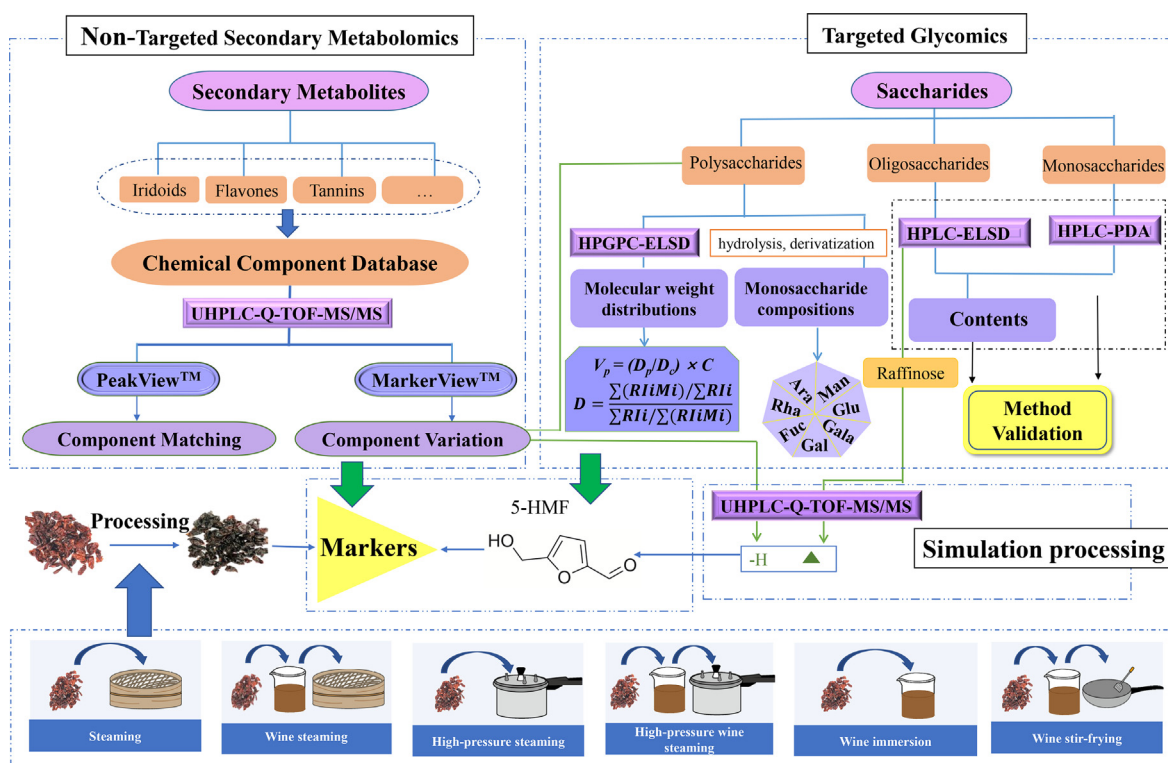 Non-Targeted Secondary Metabolomics
Secondary Metabolites
Iridoids
Flavones
Tannins
...
Chemical Component Database
UHPLC-Q-TOF-MS/MS
PeakView™
MarkerView™
Component Matching
Component Variation
Targeted Glycomics
Saccharides
Polysaccharides
Oligosaccharides
Monosaccharides
HPGPC-ELSD
hydrolysis, derivatization
HPLC-ELSD
HPLC-PDA
Molecular weight
distributions
Monosaccharide
compositions
Contents
V_p = (D_p/D_c) × C
D = ∑(RIiMi)/∑RIi
∑RIi/∑(RIiMi)
Ara
Man
Rha
Glu
Fuc
Gala
Gal
Raffinose
Method
Validation
Processing
Markers
5-HMF
HO
O
O
UHPLC-Q-TOF-MS/MS
-H
Simulation processing
Steaming
Wine steaming
High-pressure steaming
High-pressure wine
steaming
Wine immersion
Wine stir-frying